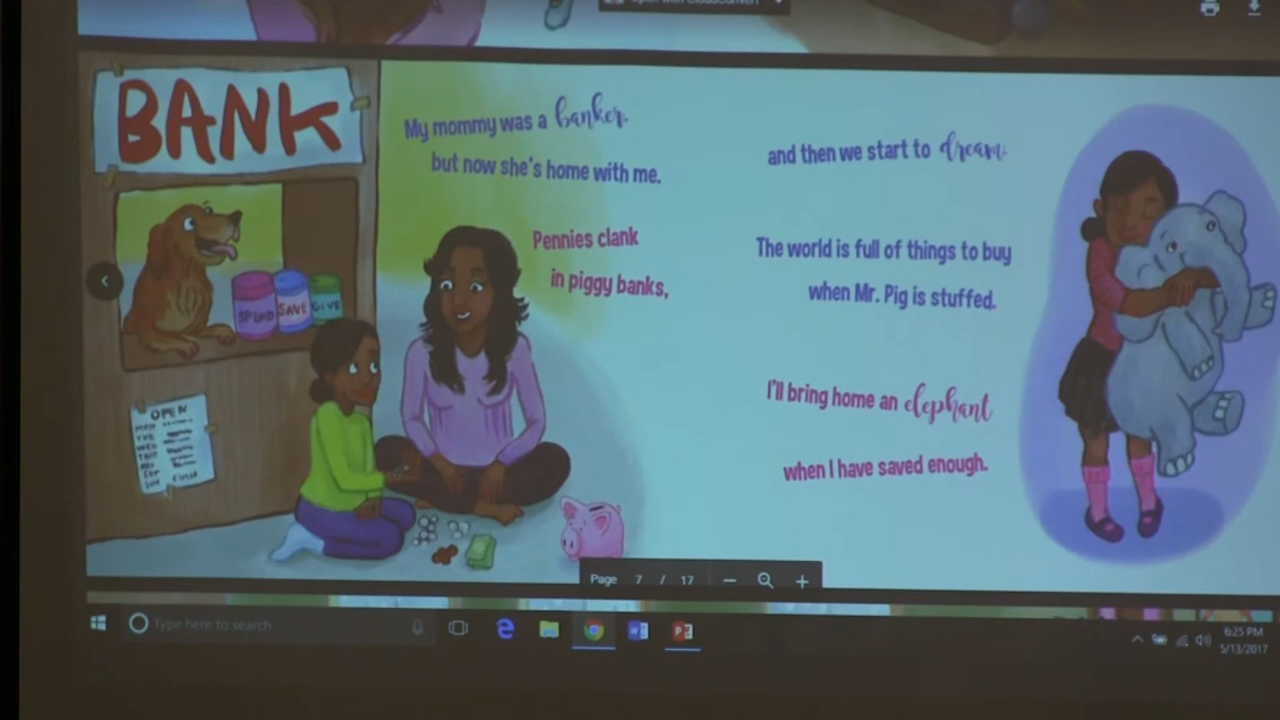 BANK
My mommy was a banker,
but now she's home with me.
Pennies clank
in piggy banks,
SPEND SAVE GIVE
OPEN
and then we start to dream.
The world is full of things to buy
when Mr. Pig is stuffed.
I'll bring home an elephant
when I have saved enough.
Page 7 / 17
Type here to search
6:25 PM
5/13/2017